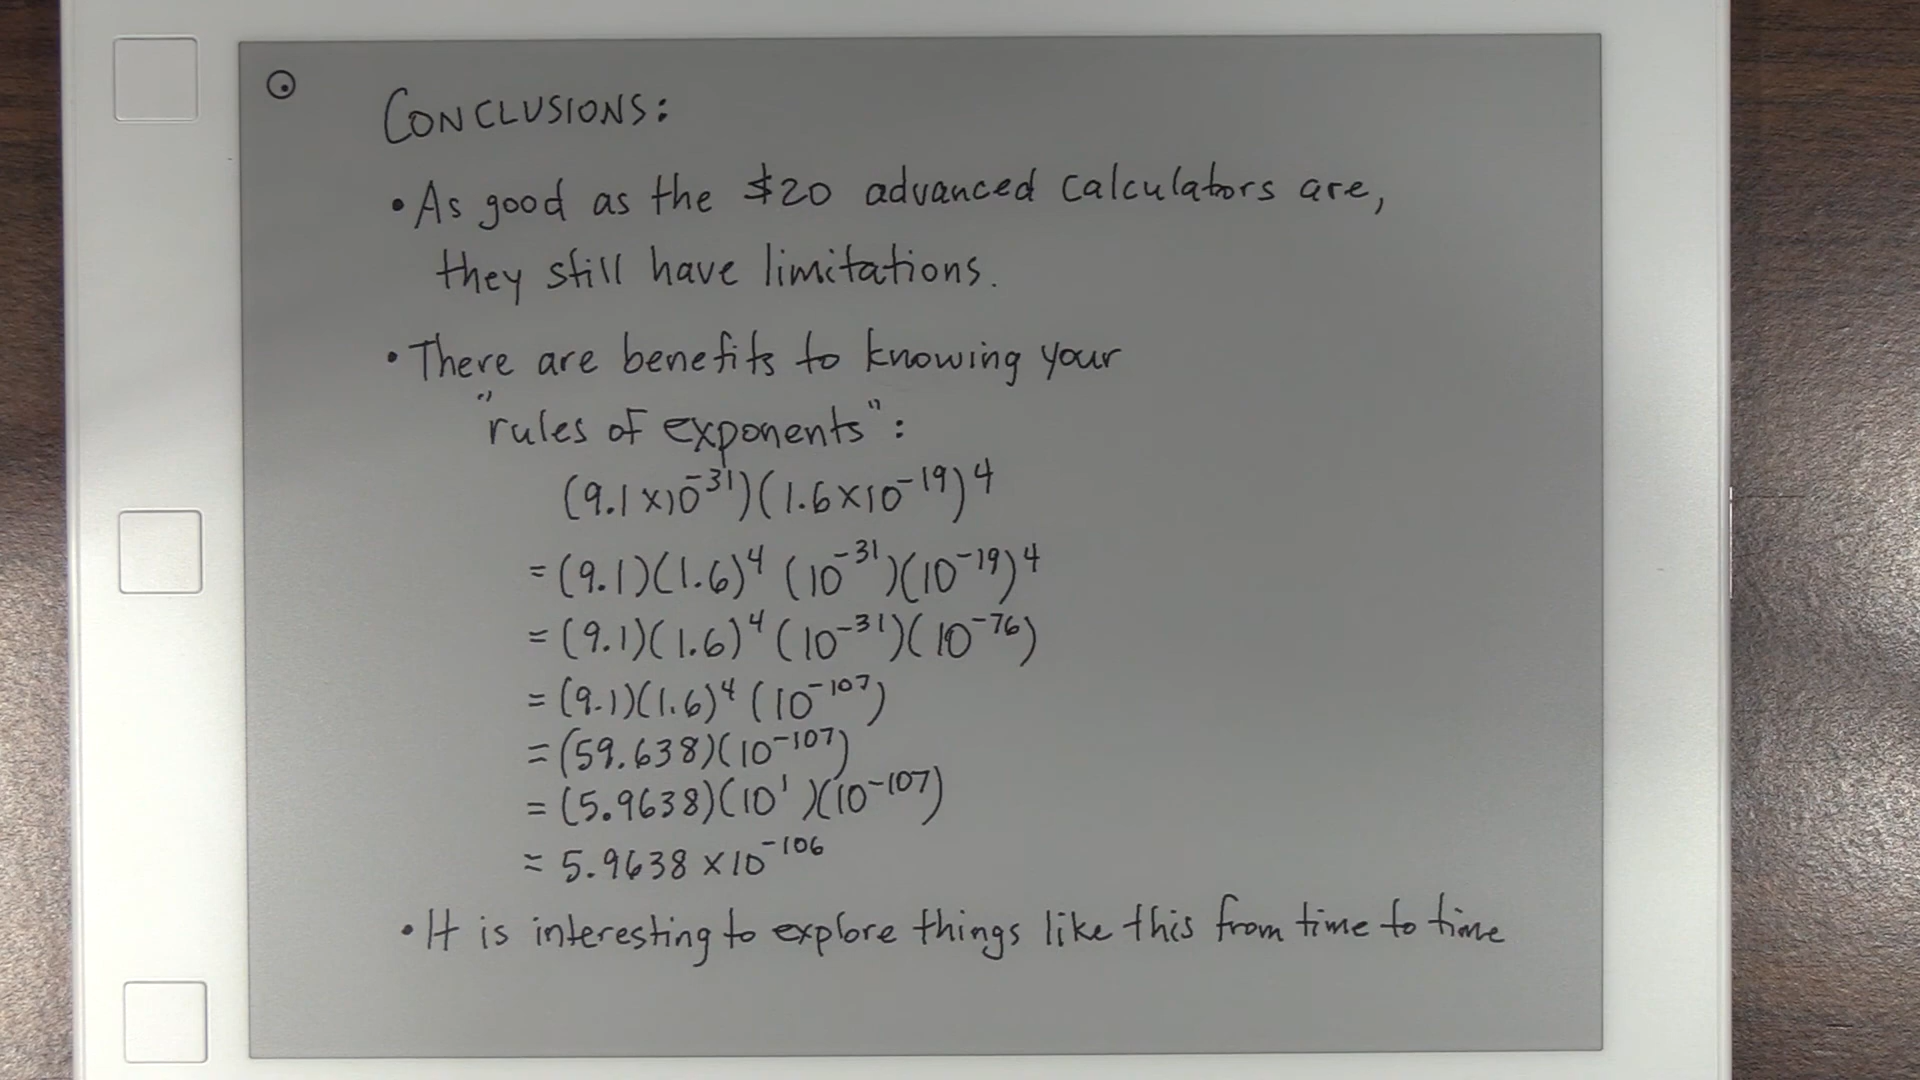 CONCLUSIONS:
• As good as the $20 advanced calculators are,
they still have limitations.
• There are benefits to knowing your
"rules of exponents":
(9.1×10⁻³¹)(1.6×10⁻¹⁹)⁴
= (9.1)(1.6)⁴ (10⁻³¹)(10⁻¹⁹)⁴
= (9.1)(1.6)⁴ (10⁻³¹)(10⁻⁷⁶)
= (9.1)(1.6)⁴ (10⁻¹⁰⁷)
= (59.638)(10⁻¹⁰⁷)
= (5.9638)(10¹)(10⁻¹⁰⁷)
= 5.9638 ×10⁻¹⁰⁶
• It is interesting to explore things like this from time to time